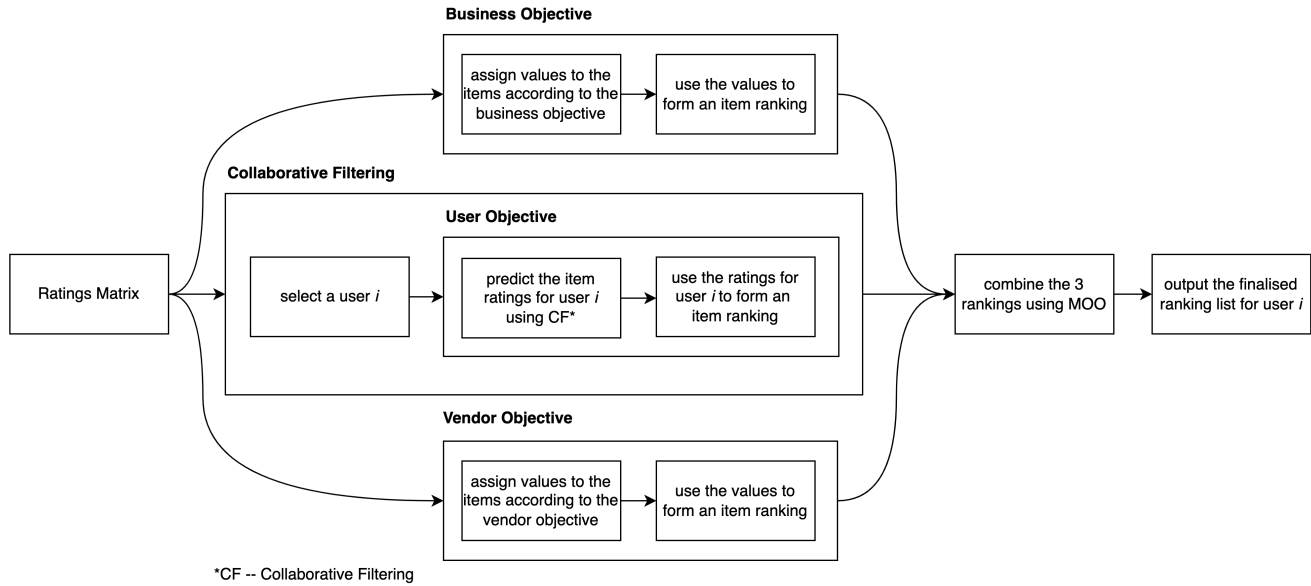 Business Objective
assign values to the
items according to the
business objective
use the values to
form an item ranking
Collaborative Filtering
User Objective
Ratings Matrix
select a user i
predict the item
ratings for user i
using CF*
use the ratings for
user i to form an
item ranking
combine the 3
rankings using MOO
output the finalised
ranking list for user i
Vendor Objective
assign values to the
items according to the
vendor objective
use the values to
form an item ranking
*CF -- Collaborative Filtering